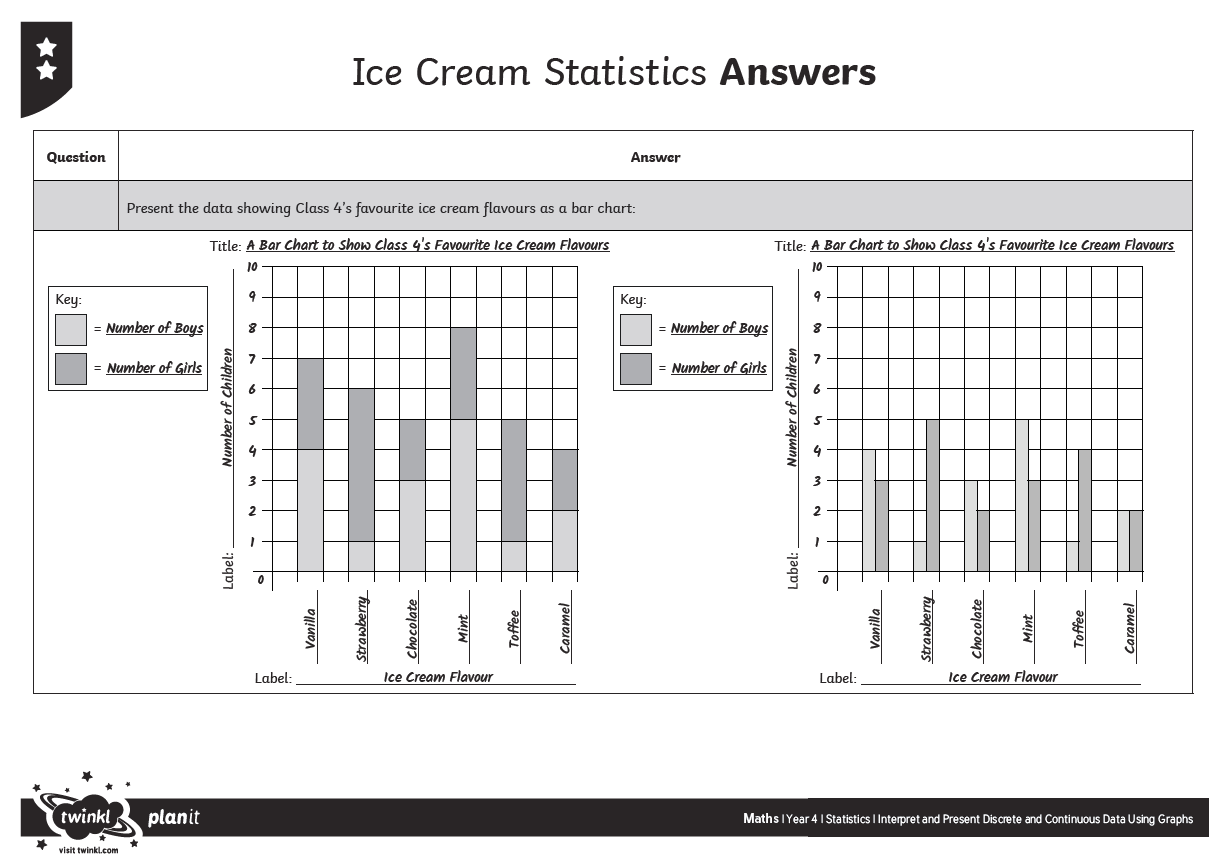 Ice Cream Statistics Answers
Question
Answer
Present the data showing Class 4's favourite ice cream flavours as a bar chart:
Title: A Bar Chart to Show Class 4's Favourite Ice Cream Flavours
Key:
= Number of Boys
= Number of Girls
Label: Number of Children
10
9
8
7
6
5
4
3
2
1
0
Vanilla
Strawberry
Chocolate
Mint
Toffee
Caramel
Label: Ice Cream Flavour
Title: A Bar Chart to Show Class 4's Favourite Ice Cream Flavours
Key:
= Number of Boys
= Number of Girls
Label: Number of Children
10
9
8
7
6
5
4
3
2
1
0
Vanilla
Strawberry
Chocolate
Mint
Toffee
Caramel
Label: Ice Cream Flavour
twinkl
planit
visit twinkl.com
Maths | Year 4 | Statistics | Interpret and Present Discrete and Continuous Data Using Graphs